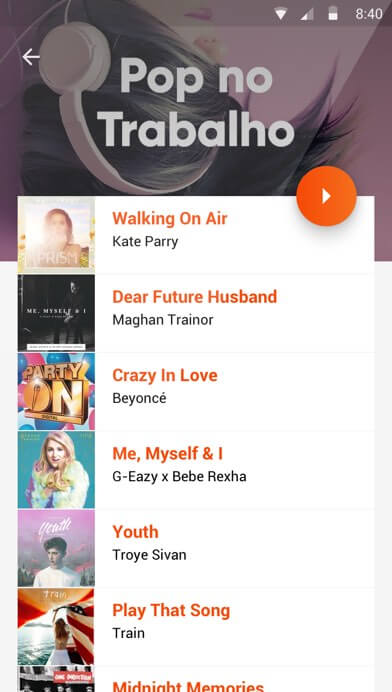 8:40
Pop no
Trabalho
PRISM
Walking On Air
Kate Parry
ME, MYSELF & I
Dear Future Husband
Maghan Trainor
PARTY
ON
DIGITAL
Crazy In Love
Beyoncé
Me, Myself & I
G-Eazy x Bebe Rexha
Youth
Youth
Troye Sivan
Train
Play That Song
Train
ONE DIRECTION
Midnight Memories